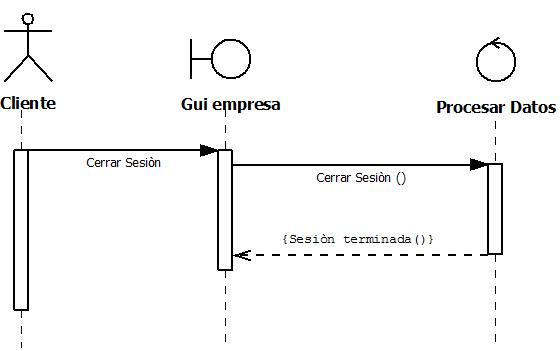 Cliente
Gui empresa
Procesar Datos
Cerrar Sesiòn
Cerrar Sesiòn ()
{Sesiòn terminada()}